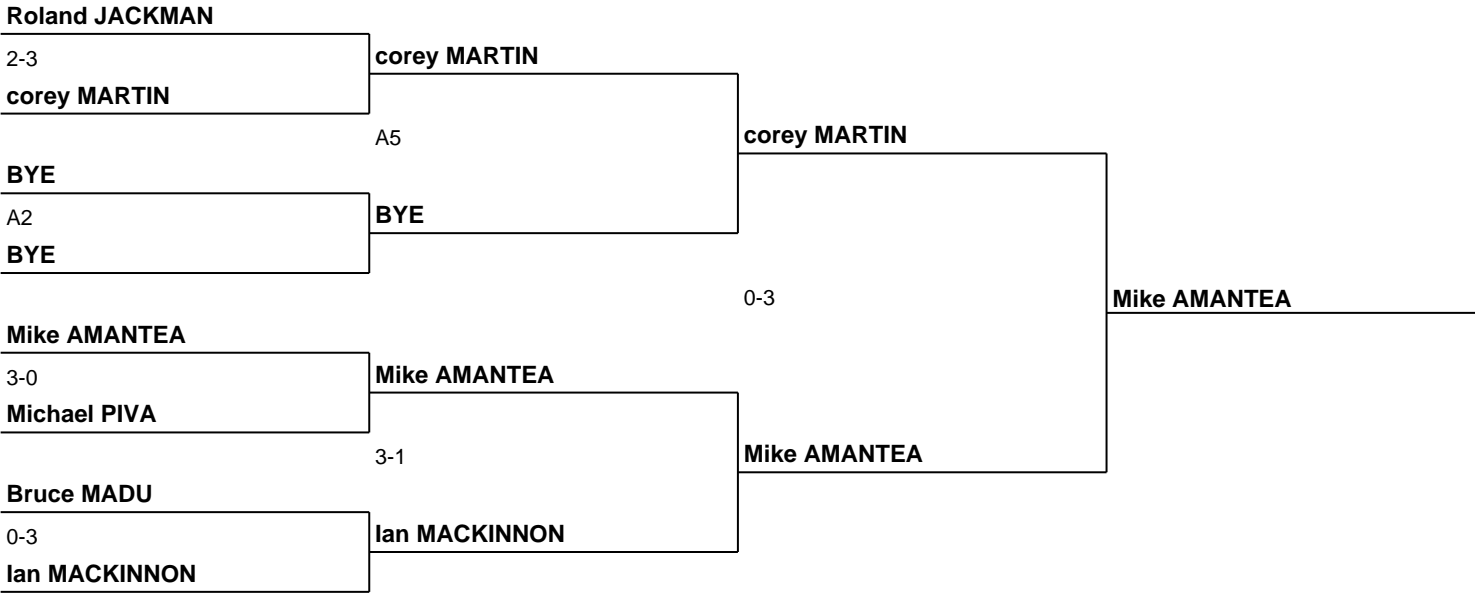 Roland JACKMAN
2-3
corey MARTIN
corey MARTIN
A5
corey MARTIN
BYE
A2
BYE
BYE
0-3
Mike AMANTEA
Mike AMANTEA
3-0
Mike AMANTEA
Michael PIVA
3-1
Mike AMANTEA
Bruce MADU
0-3
Ian MACKINNON
Ian MACKINNON